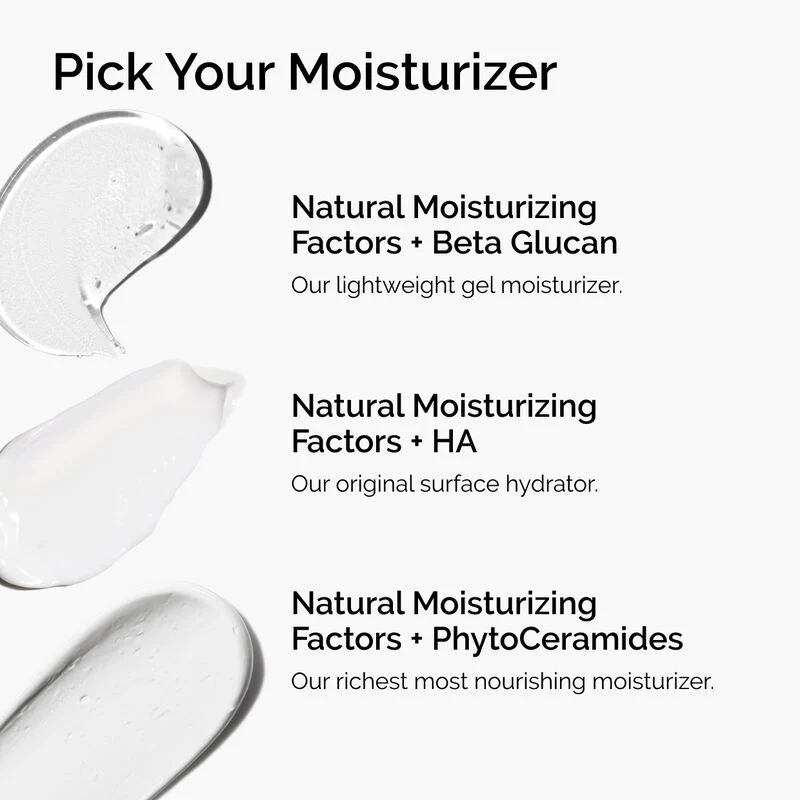 Pick Your Moisturizer
Natural Moisturizing
Factors + Beta Glucan
Our lightweight gel moisturizer.
Natural Moisturizing
Factors + HA
Our original surface hydrator.
Natural Moisturizing
Factors + PhytoCeramides
Our richest most nourishing moisturizer.